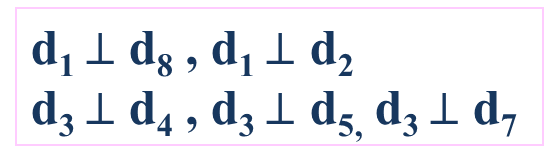 d₁ ⊥ d₈ , d₁ ⊥ d₂
d₃ ⊥ d₄ , d₃ ⊥ d₅, d₃ ⊥ d₇